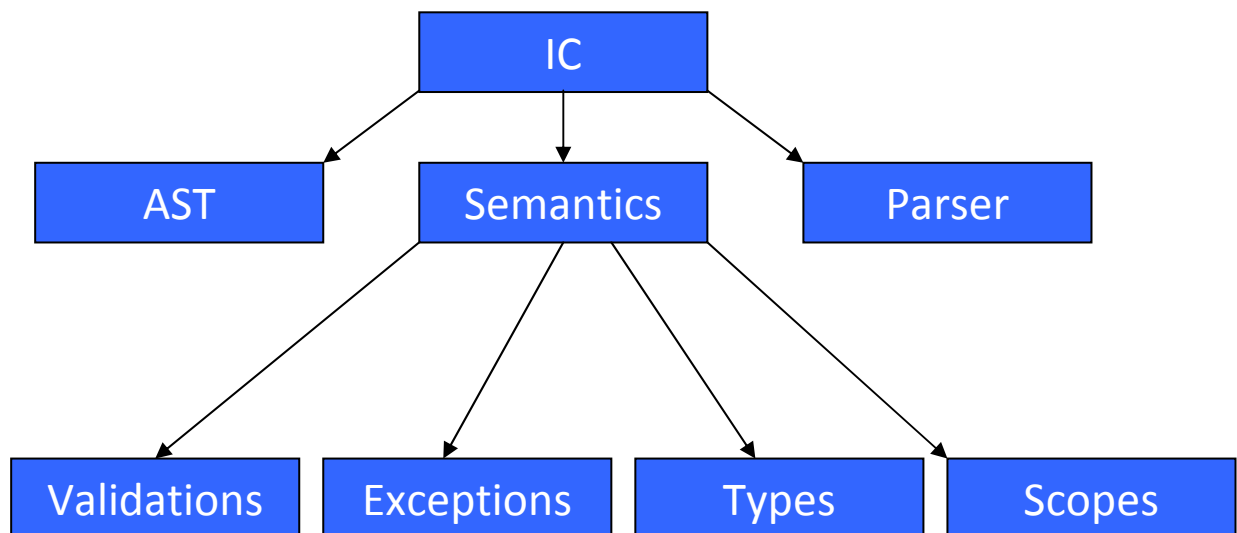 IC
AST
Semantics
Parser
Validations
Exceptions
Types
Scopes